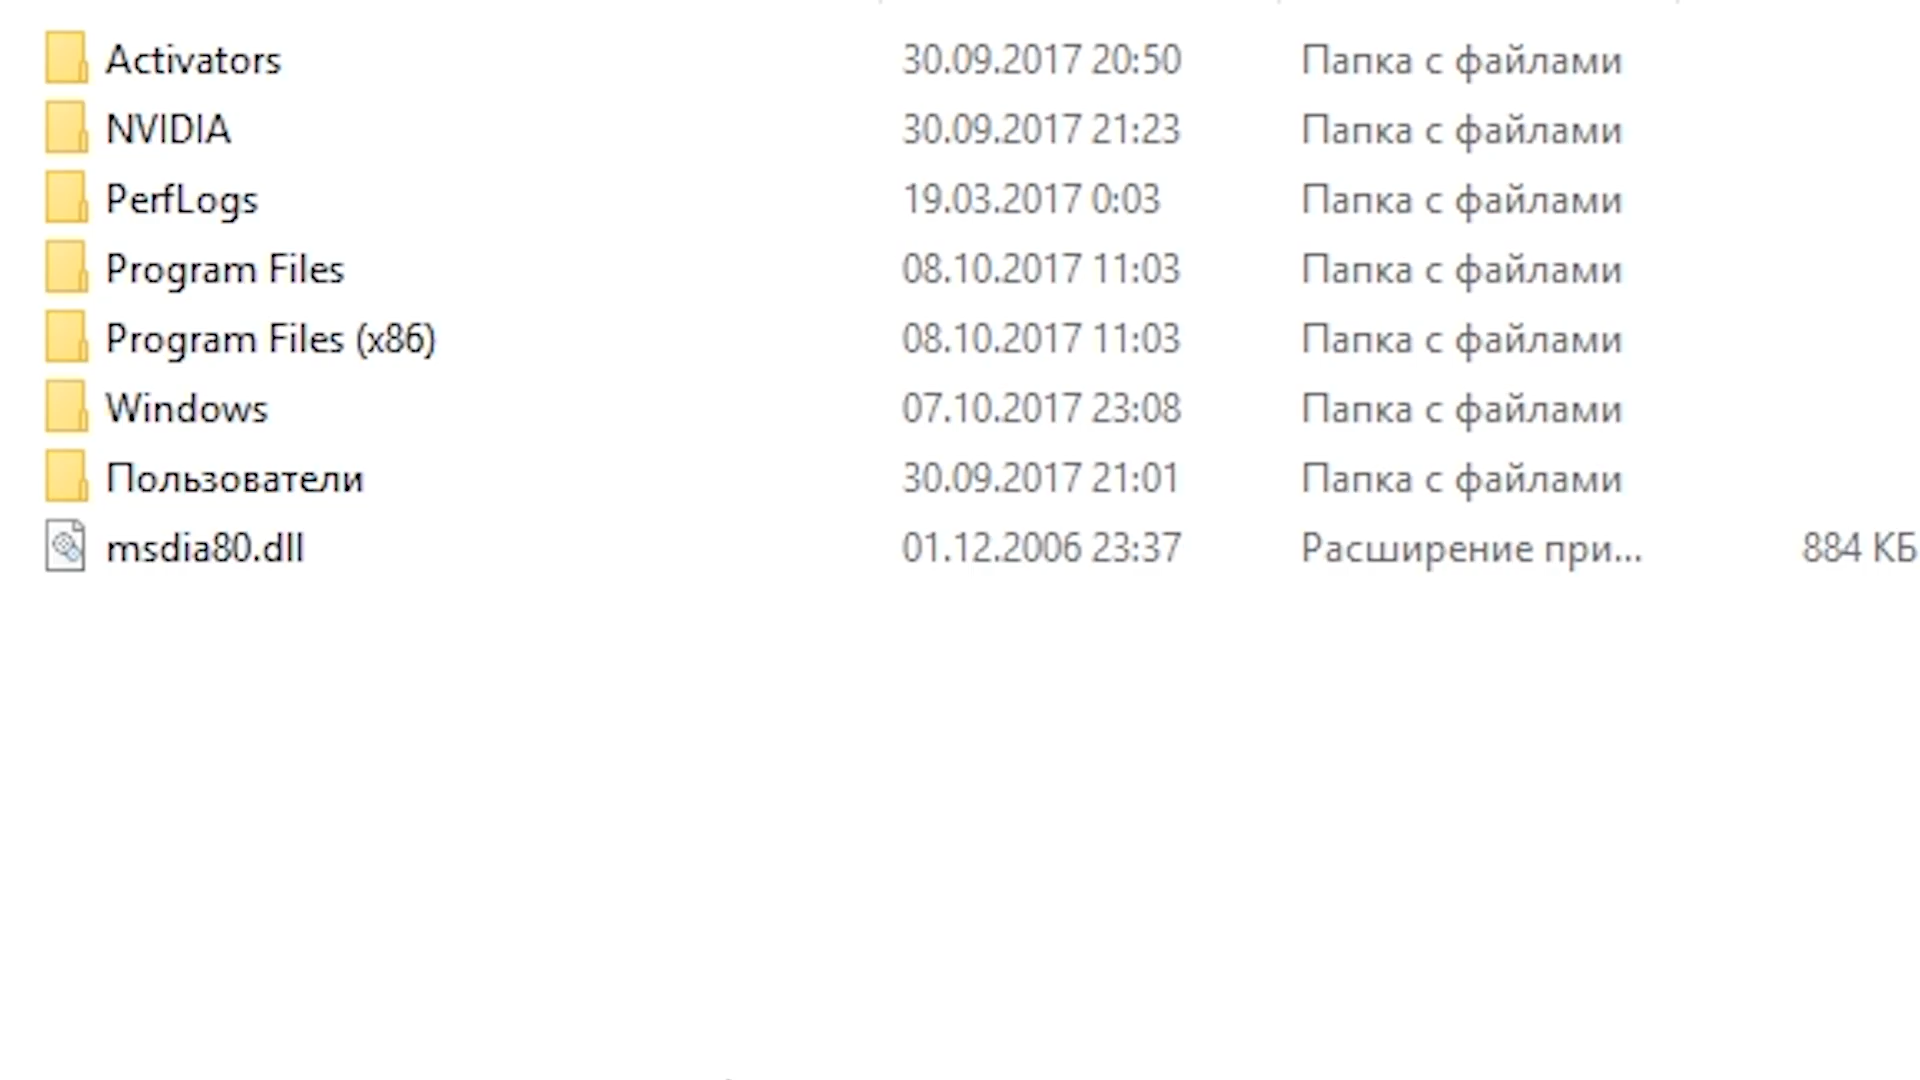 Activators 30.09.2017 20:50 Папка с файлами
NVIDIA 30.09.2017 21:23 Папка с файлами
PerfLogs 19.03.2017 0:03 Папка с файлами
Program Files 08.10.2017 11:03 Папка с файлами
Program Files (x86) 08.10.2017 11:03 Папка с файлами
Windows 07.10.2017 23:08 Папка с файлами
Пользователи 30.09.2017 21:01 Папка с файлами
msdia80.dll 01.12.2006 23:37 Расширение при... 884 КБ